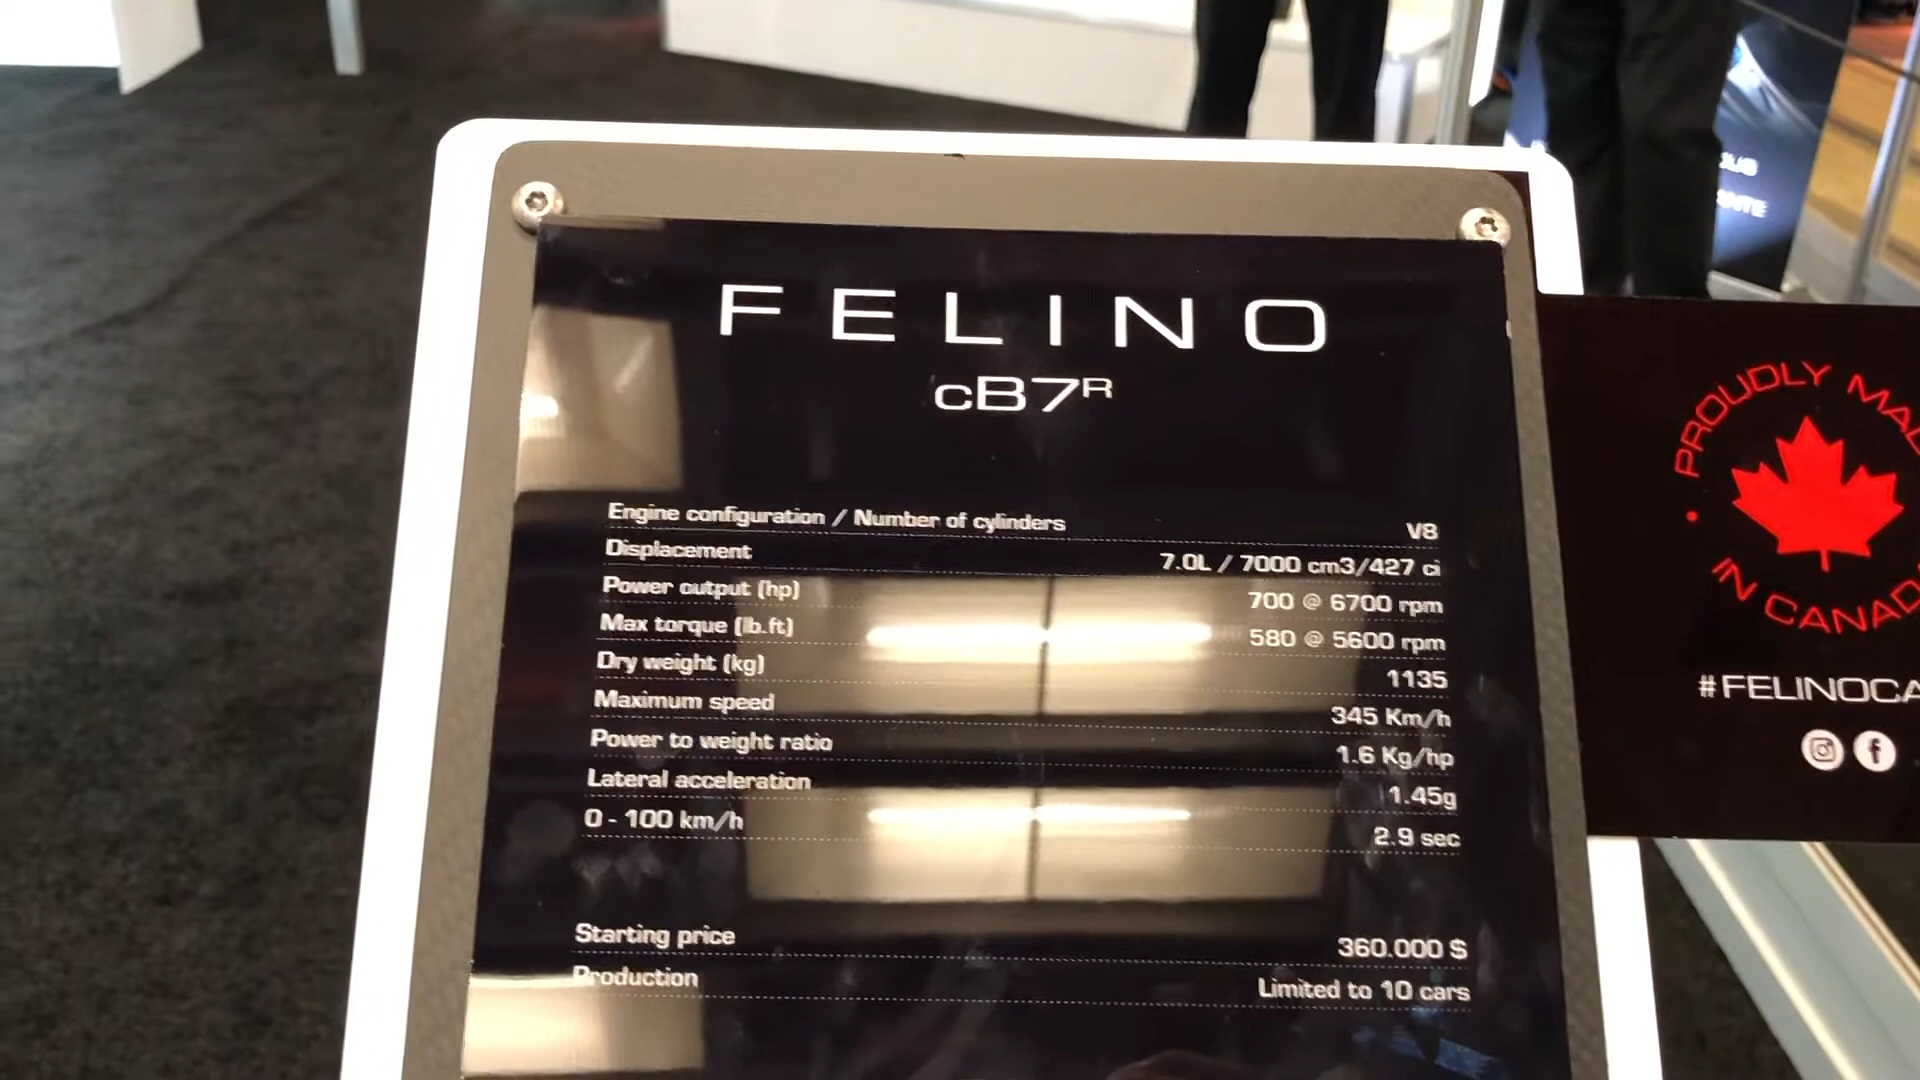 FELINO
cB7R
Engine configuration / Number of cylinders V8
Displacement 7.0L / 7000 cm3/427 ci
Power output (hp) 700 @ 6700 rpm
Max torque (lb.ft) 580 @ 5600 rpm
Dry weight (kg) 1135
Maximum speed 345 Km/h
Power to weight ratio 1.6 Kg/hp
Lateral acceleration 1.45g
0 - 100 km/h 2.9 sec
Starting price 360.000 $
Production Limited to 10 cars
• PROUDLY
IN
#FELINOCA